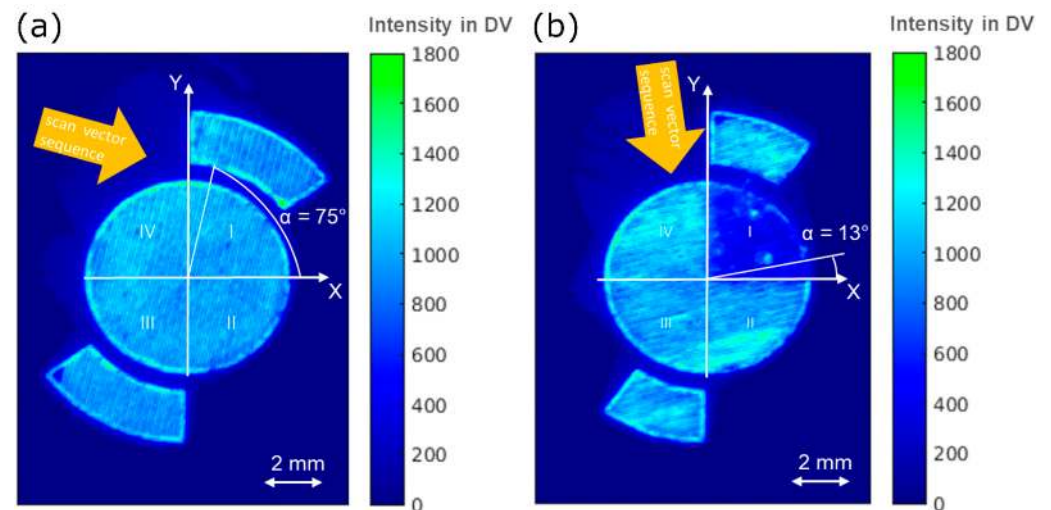 (a)
Intensity in DV
scan vector
sequence
Y
X
α = 75°
IV
I
III
II
2 mm
1800
1600
1400
1200
1000
800
600
400
200
0
(b)
Intensity in DV
scan vector
sequence
Y
X
α = 13°
IV
I
III
II
2 mm
1800
1600
1400
1200
1000
800
600
400
200
0